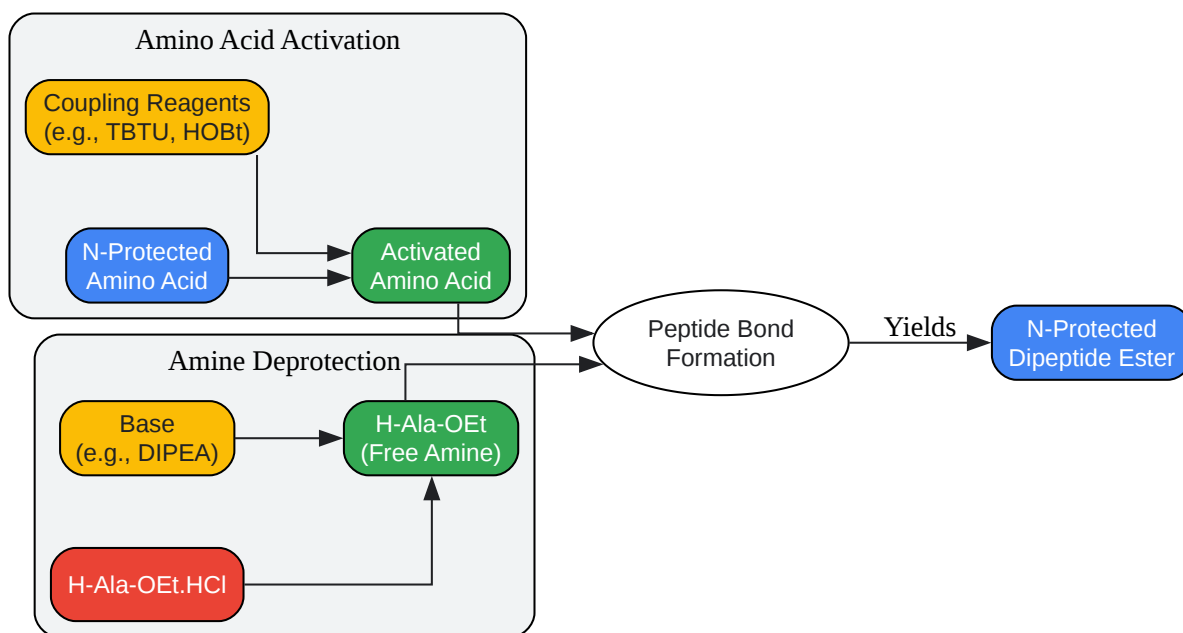 Amino Acid Activation
Coupling Reagents
(e.g., TBTU, HOBt)
N-Protected
Amino Acid
Activated
Amino Acid
Amine Deprotection
Base
(e.g., DIPEA)
H-Ala-OEt
(Free Amine)
H-Ala-OEt.HCl
Peptide Bond
Formation
Yields
N-Protected
Dipeptide Ester